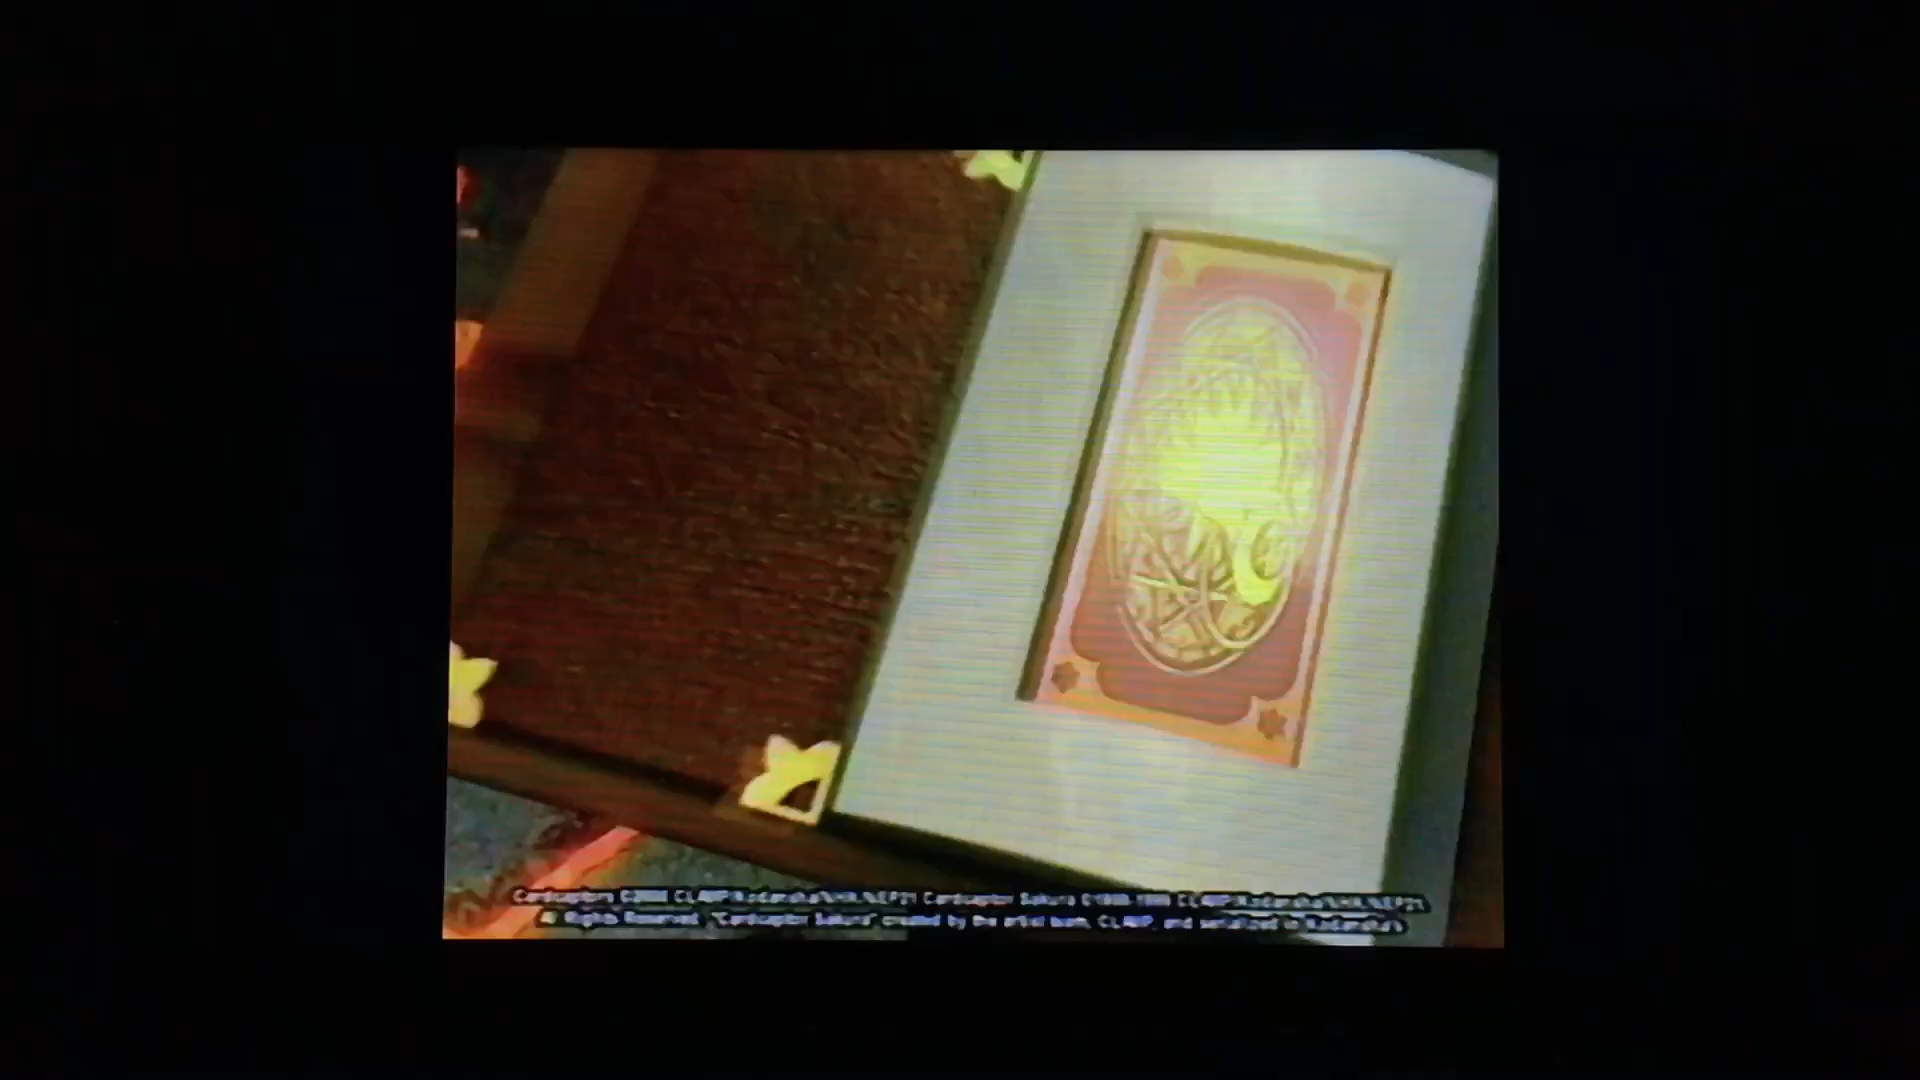 Cardcaptors ©2000 CLAMP/Kodansha/NHK/NEP21 Cardcaptor Sakura ©1998-1999 CLAMP/Kodansha/NHK/NEP21
All Rights Reserved. "Cardcaptor Sakura" created by the artist team, CLAMP, and serialized in Kodansha's